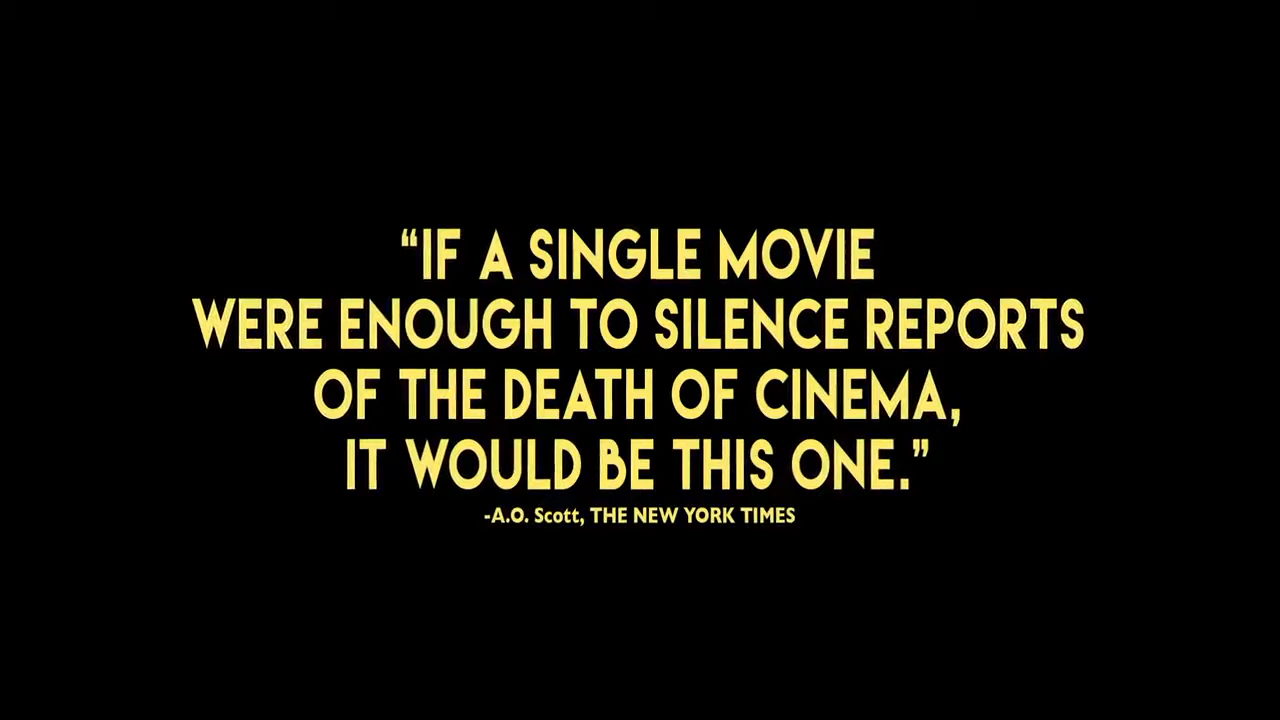 “IF A SINGLE MOVIE
WERE ENOUGH TO SILENCE REPORTS
OF THE DEATH OF CINEMA,
IT WOULD BE THIS ONE.”
-A.O. Scott, THE NEW YORK TIMES